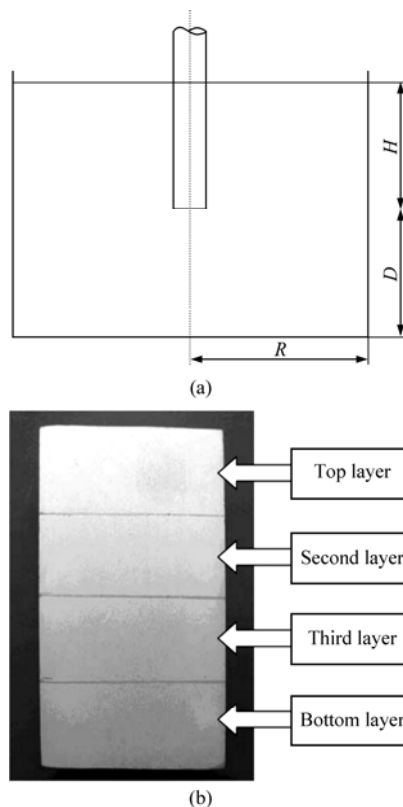 H
D
R
(a)
Top layer
Second layer
Third layer
Bottom layer
(b)